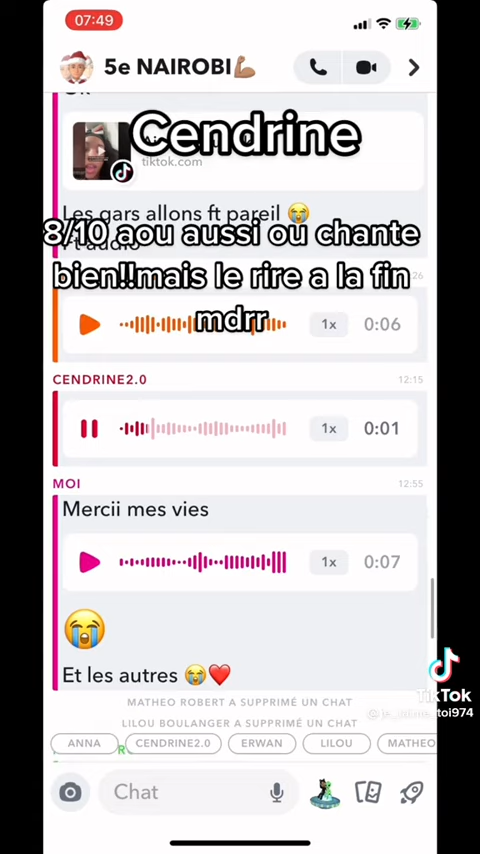 07:49
5e NAIROBI💪🏽
Cendrine
tiktok.com
Les gars allons ft pareil 😭
8/10 aou aussi ou chante
bien!!mais le rire a la fin
mdrr
1x 0:06
CENDRINE2.0 12:15
1x 0:01
MOI 12:55
Mercii mes vies
1x 0:07
😭
Et les autres 😭❤️
MATHEO ROBERT A SUPPRIMÉ UN CHAT
LILOU BOULANGER A SUPPRIMÉ UN CHAT
ANNA CENDRINE2.0 ERWAN LILOU MATHEO
Chat
TikTok